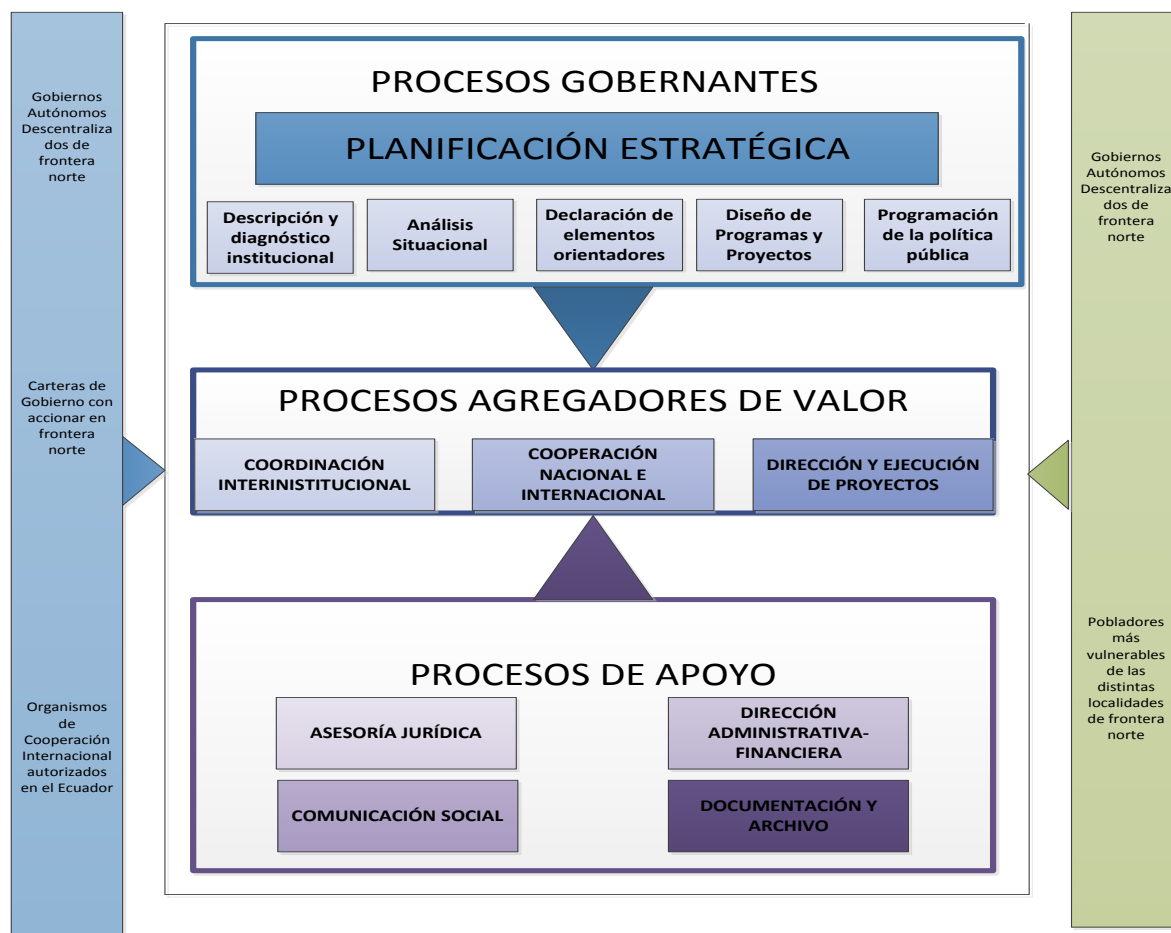 Gobiernos
Autónomos
Descentraliza
dos de
frontera
norte
Carteras de
Gobierno con
accionar en
frontera
norte
Organismos
de
Cooperación
Internacional
autorizados
en el Ecuador
PROCESOS GOBERNANTES
PLANIFICACIÓN ESTRATÉGICA
Descripción y
diagnóstico
institucional
Análisis
Situacional
Declaración de
elementos
orientadores
Diseño de
Programas y
Proyectos
Programación
de la política
pública
PROCESOS AGREGADORES DE VALOR
COORDINACIÓN
INTERINISTITUCIONAL
COOPERACIÓN
NACIONAL E
INTERNACIONAL
DIRECCIÓN Y EJECUCIÓN
DE PROYECTOS
PROCESOS DE APOYO
ASESORÍA JURÍDICA
DIRECCIÓN
ADMINISTRATIVA-
FINANCIERA
COMUNICACIÓN SOCIAL
DOCUMENTACIÓN Y
ARCHIVO
Gobiernos
Autónomos
Descentraliza
dos de
frontera
norte
Pobladores
más
vulnerables
de las
distintas
localidades
de frontera
norte